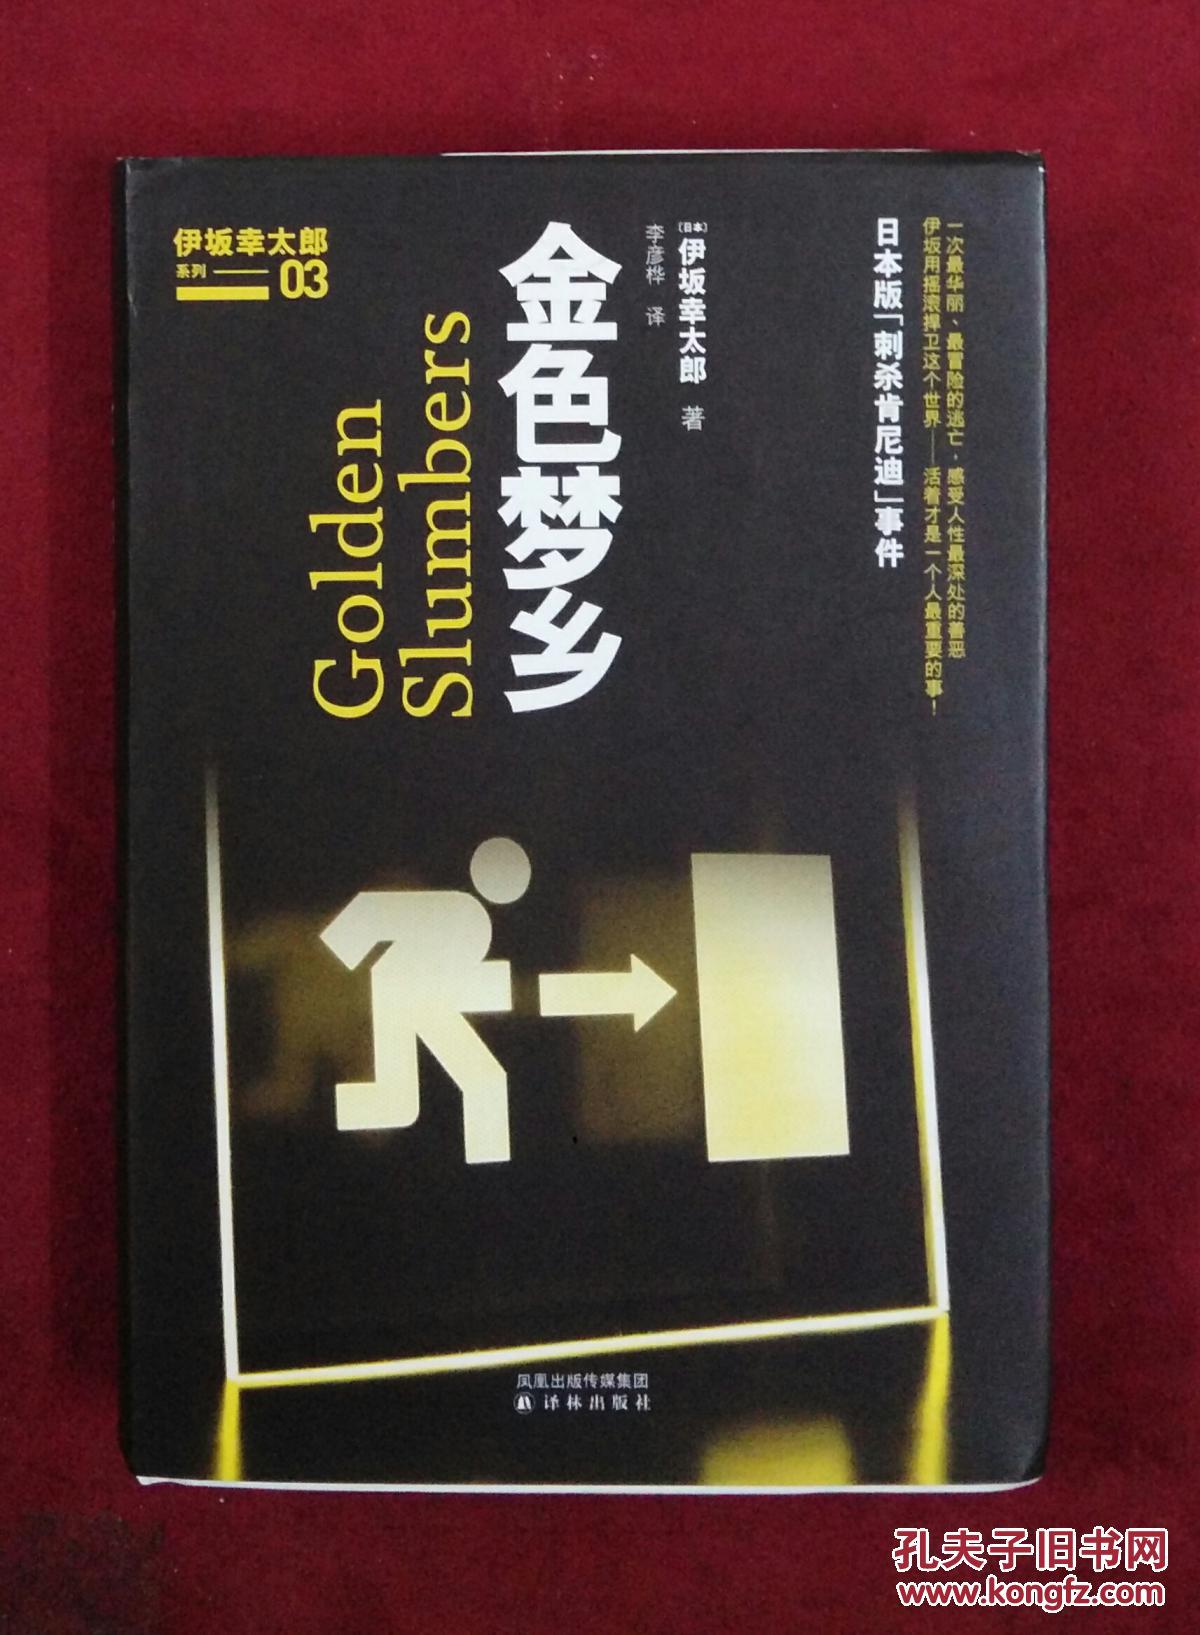 伊坂幸太郎
系列
03
一次最华丽、最冒险的逃亡，感受人性最深处的善恶
伊坂用摇滚捍卫这个世界——活着才是一个人最重要的事！
日本版「刺杀肯尼迪」事件
〔日本〕伊坂幸太郎 著
李彦桦 译
金色梦乡
Golden
Slumbers
凤凰出版传媒集团
译林出版社
孔夫子旧书网
www.kongfz.com